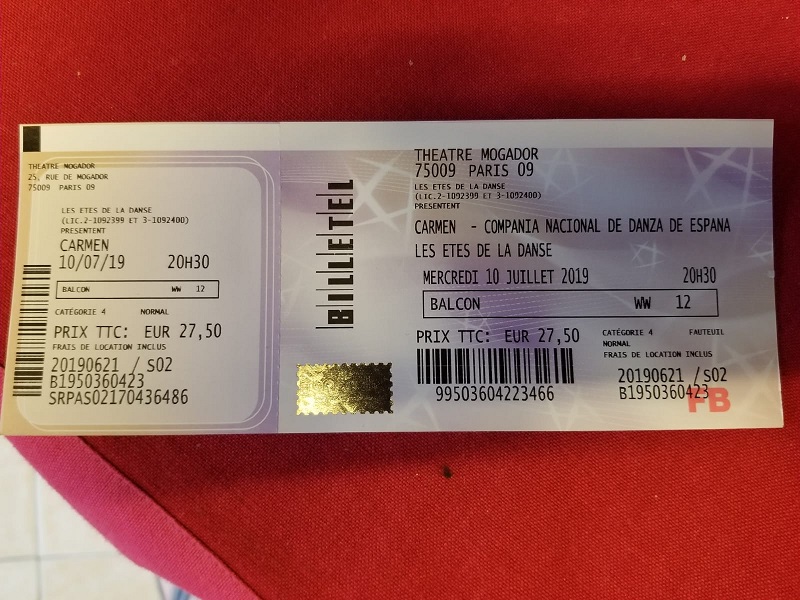 THEATRE MOGADOR
25, RUE DE MOGADOR
75009 PARIS 09
LES ETES DE LA DANSE
(LIC.2-1092399 ET 3-1092400)
PRESENTENT
CARMEN
10/07/19 20H30
BALCON WW 12
CATÉGORIE 4 NORMAL
PRIX TTC: EUR 27,50
FRAIS DE LOCATION INCLUS
20190621 / S02
B1950360423
SRPAS02170436486
BILLETEL
THEATRE MOGADOR
75009 PARIS 09
LES ETES DE LA DANSE
(LIC.2-1092399 ET 3-1092400)
PRESENTENT
CARMEN - COMPANIA NACIONAL DE DANZA DE ESPANA
LES ETES DE LA DANSE
MERCREDI 10 JUILLET 2019 20H30
BALCON WW 12
PRIX TTC: EUR 27,50
CATÉGORIE 4 FAUTEUIL
NORMAL
FRAIS DE LOCATION INCLUS
99503604223466
20190621 / S02
B1950360423
FB